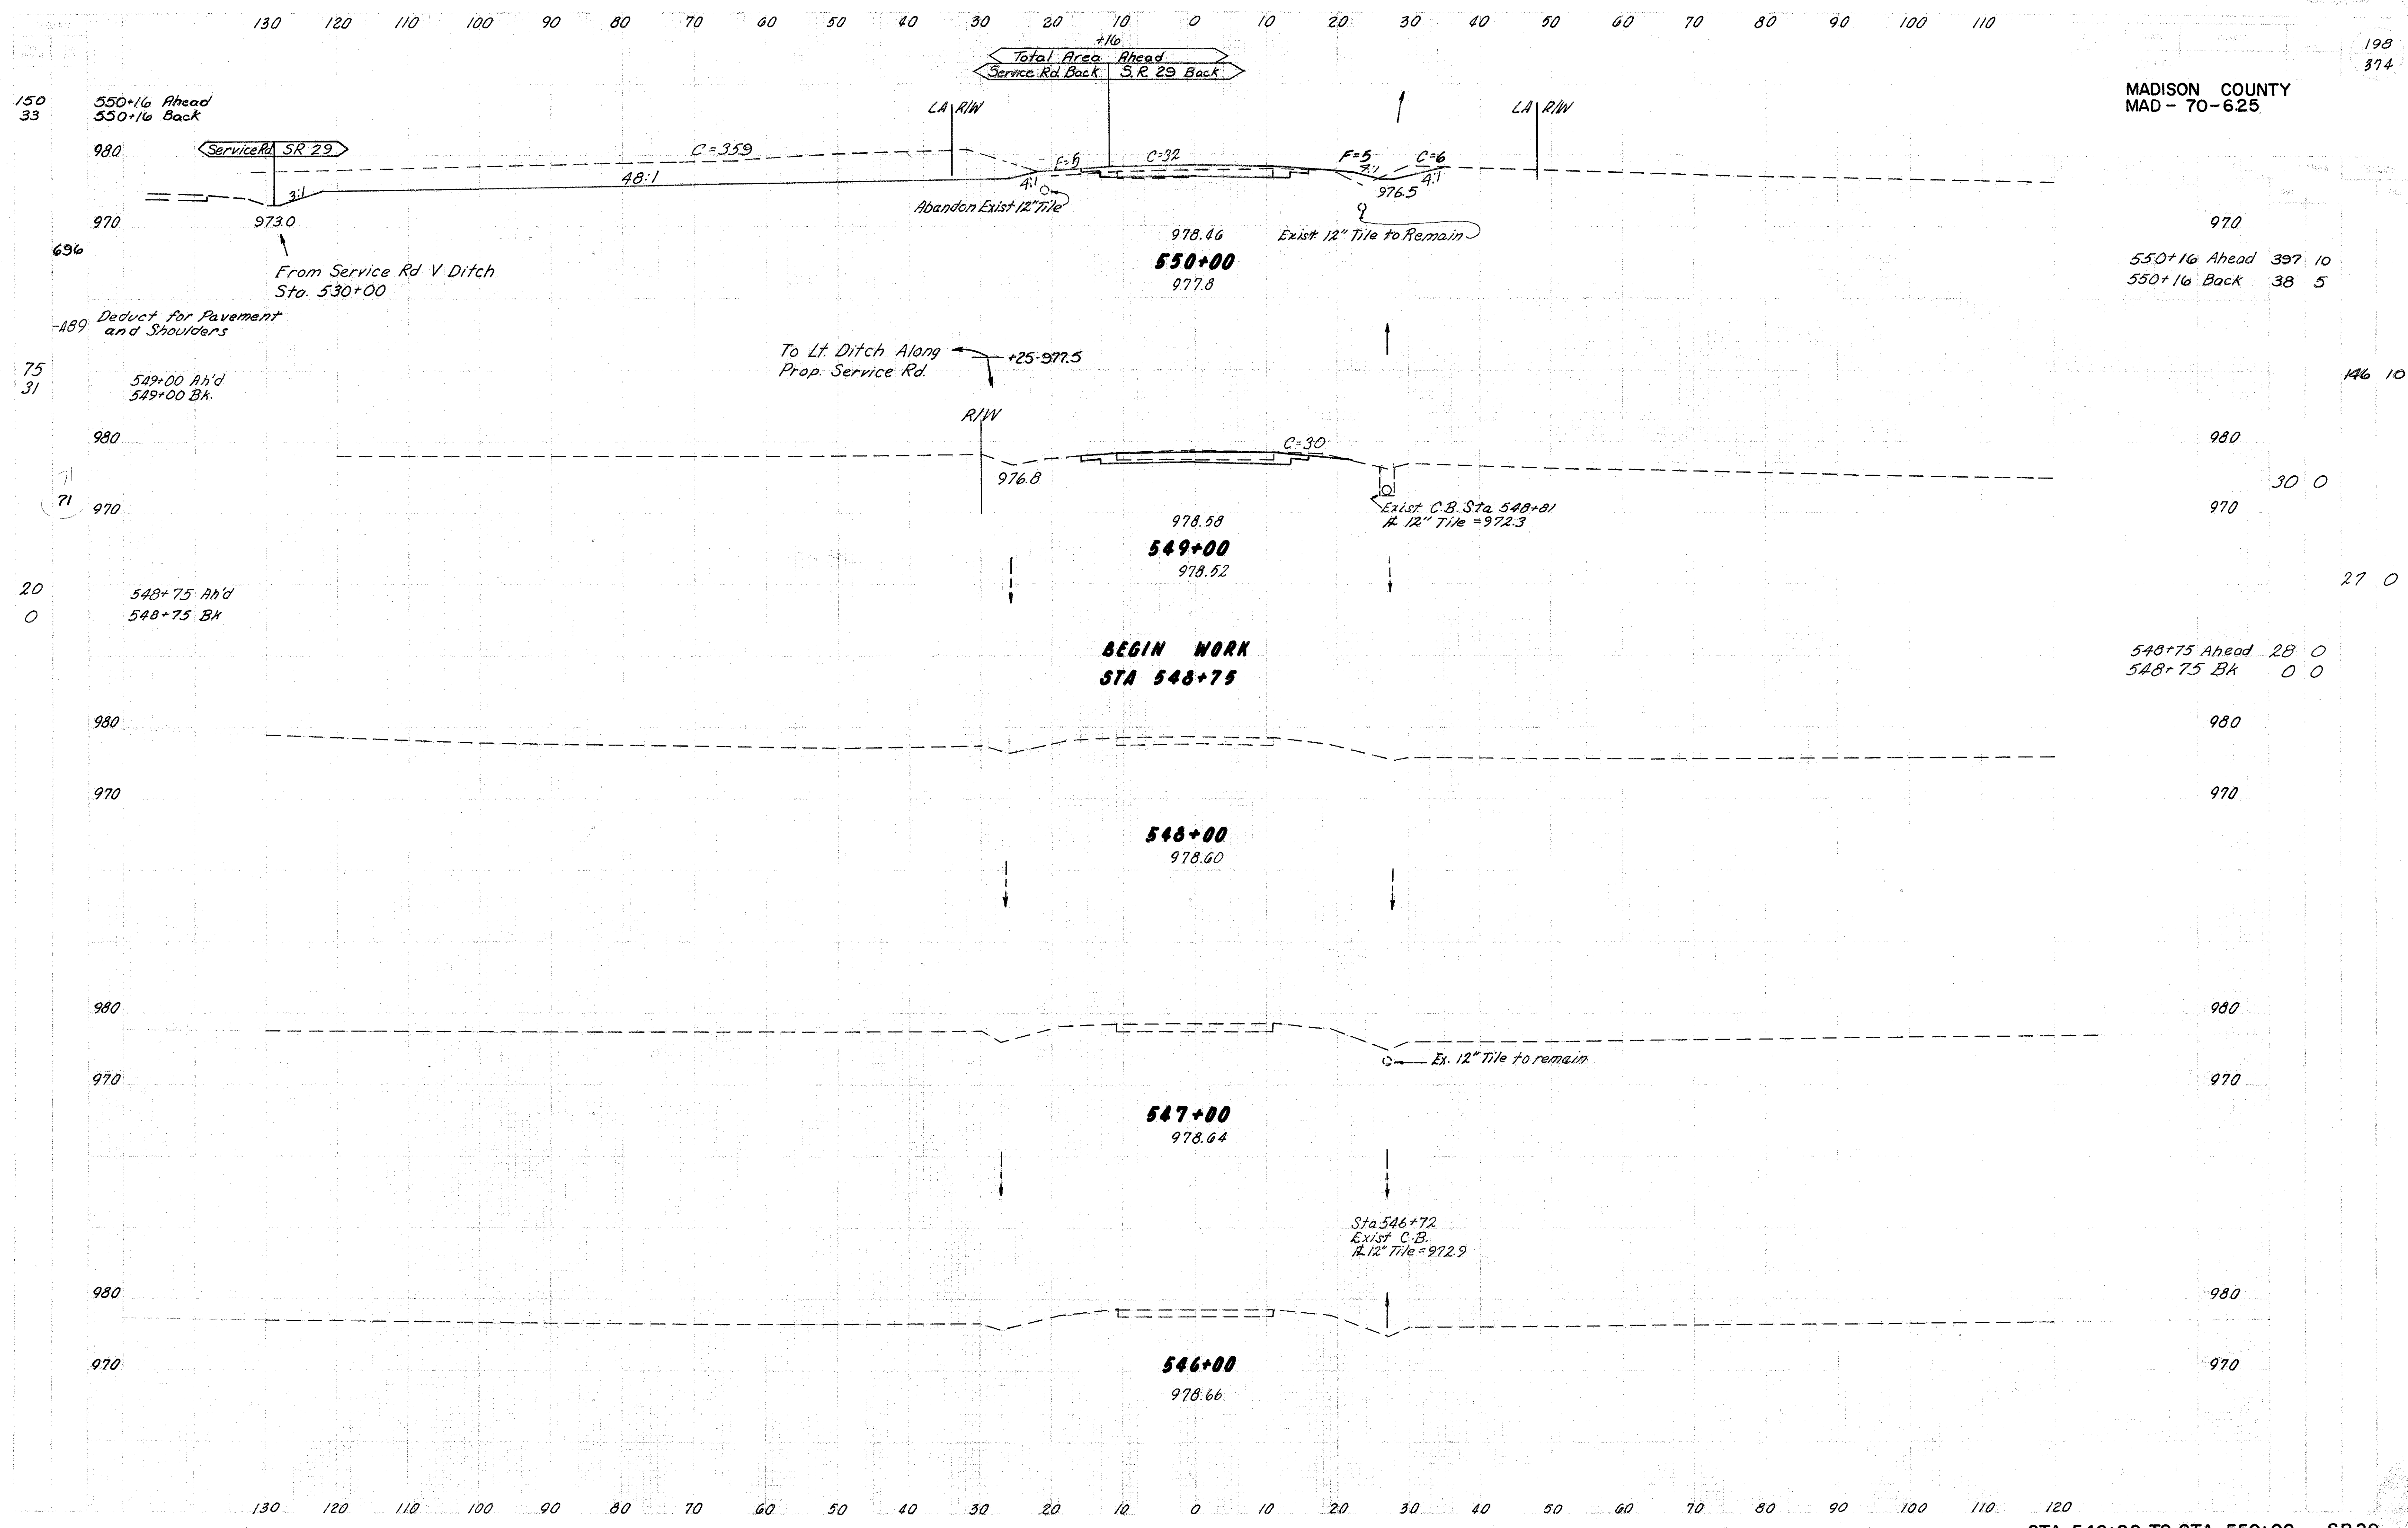 130 120 110 100 90 80 70 60 50 40 30 20 10 0 10 20 30 40 50 60 70 80 90 100 110
198
374
+16
Total Area Ahead
Service Rd. Back S.R. 29 Back
MADISON COUNTY
MAD - 70-6.25
150 550+16 Ahead
33 550+16 Back
LA R/W
LA R/W
980
Service Rd SR 29
C=359
F=5
C=32
F=5
C=6
48:1
3:1
4:1
4:1
4:1
976.5
Abandon Exist 12" Tile
970
973.0
978.46
Exist. 12" Tile to Remain
970
696
550+00
977.8
From Service Rd V Ditch
Sta. 530+00
550+16 Ahead 397 10
550+16 Back 38 5
-489 Deduct for Pavement
and Shoulders
To Lt. Ditch Along
Prop. Service Rd.
+25-977.5
75 549+00 Ah'd
31 549+00 Bk.
146 10
R/W
980
C=30
980
976.8
71
71
30 0
970
Exist. C.B. Sta 548+81
12" Tile =972.3
970
978.58
549+00
978.52
20 548+75 Ah'd
0 548+75 Bk
27 0
BEGIN WORK
STA 548+75
548+75 Ahead 28 0
548+75 Bk 0 0
980
980
970
970
548+00
978.60
980
980
Ex. 12" Tile to remain
970
970
547+00
978.64
Sta 546+72
Exist C.B.
12" Tile=972.9
980
980
970
970
546+00
978.66
130 120 110 100 90 80 70 60 50 40 30 20 10 0 10 20 30 40 50 60 70 80 90 100 110 120